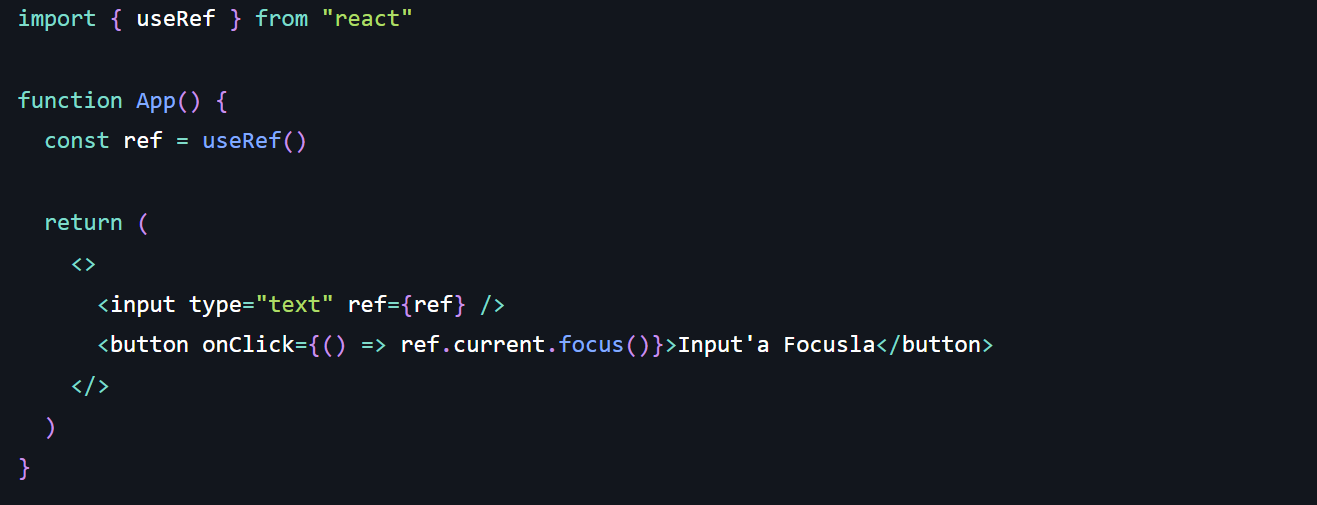 import { useRef } from "react"
function App() {
const ref = useRef()
return (
<>
<input type="text" ref={ref} />
<button onClick={() => ref.current.focus()}>Input'a Focusla</button>
</>
)
}